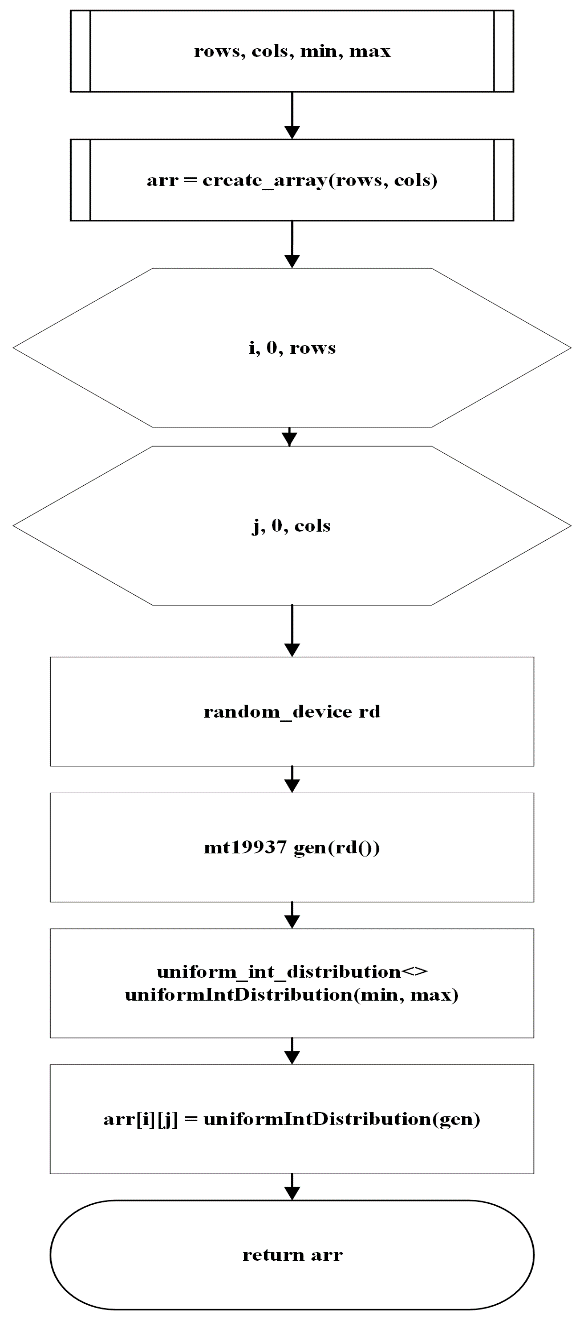 rows, cols, min, max
arr = create_array(rows, cols)
i, 0, rows
j, 0, cols
random_device rd
mt19937 gen(rd())
uniform_int_distribution<>
uniformIntDistribution(min, max)
arr[i][j] = uniformIntDistribution(gen)
return arr